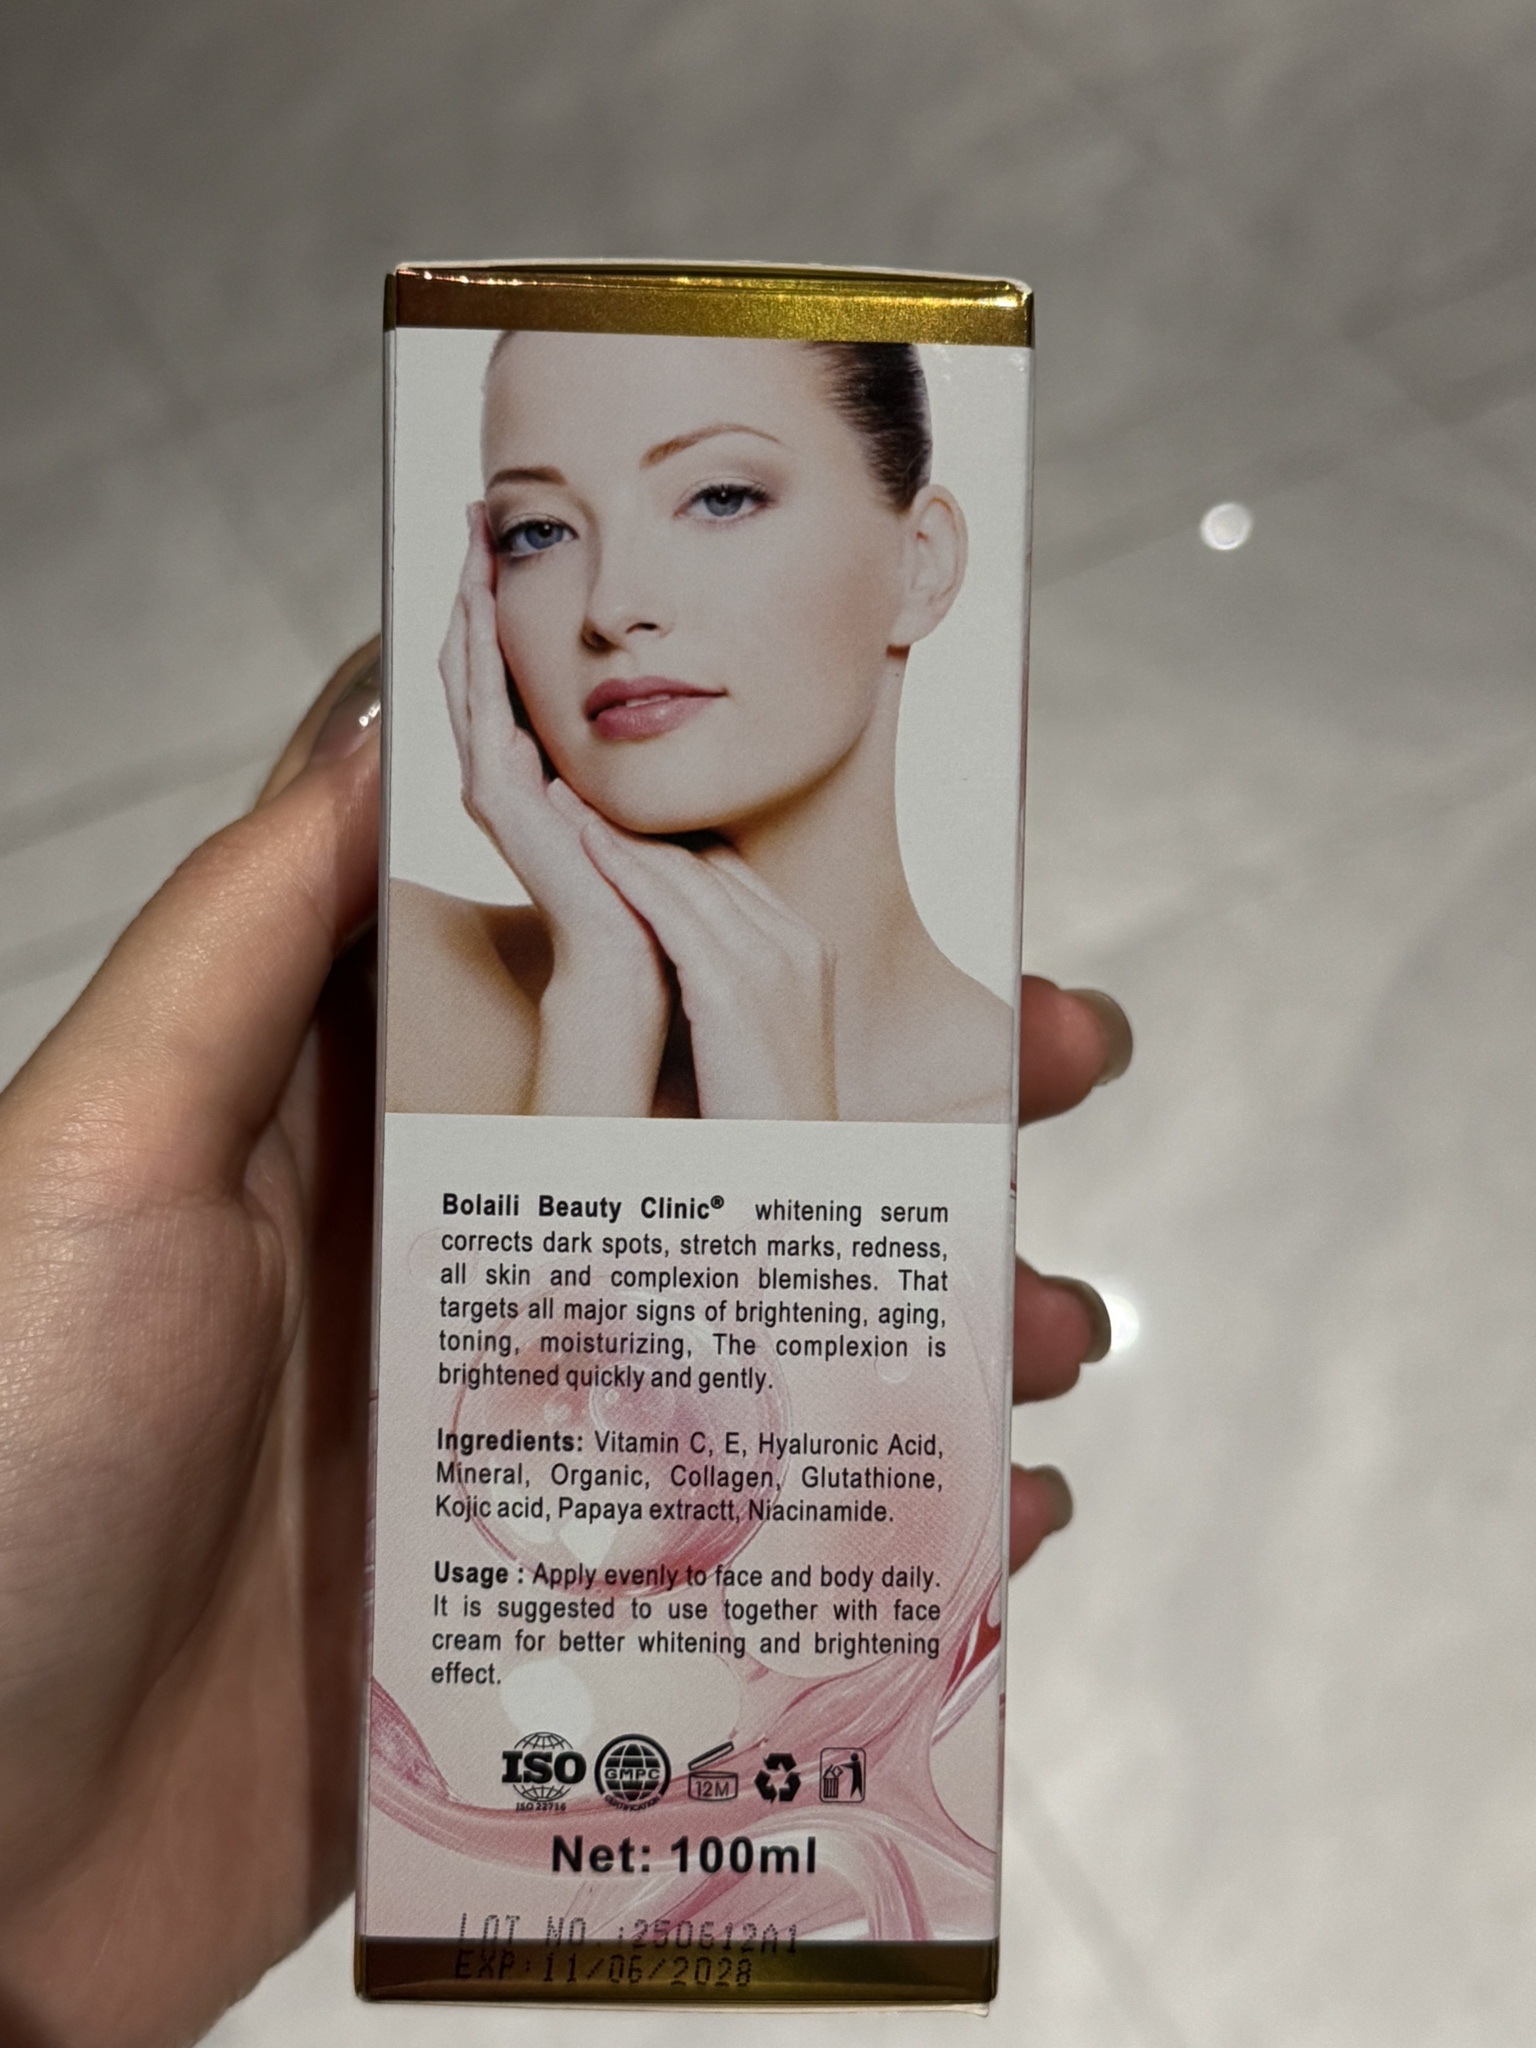 Bolaili Beauty Clinic® whitening serum
corrects dark spots, stretch marks, redness,
all skin and complexion blemishes. That
targets all major signs of brightening, aging,
toning, moisturizing, The complexion is
brightened quickly and gently.
Ingredients: Vitamin C, E, Hyaluronic Acid,
Mineral, Organic, Collagen, Glutathione,
Kojic acid, Papaya extractt, Niacinamide.
Usage : Apply evenly to face and body daily.
It is suggested to use together with face
cream for better whitening and brightening
effect.
ISO
ISO 22716
GMPC
CERTIFICATION
12M
Net: 100ml
LOT NO.:250612A1
EXP:11/06/2028